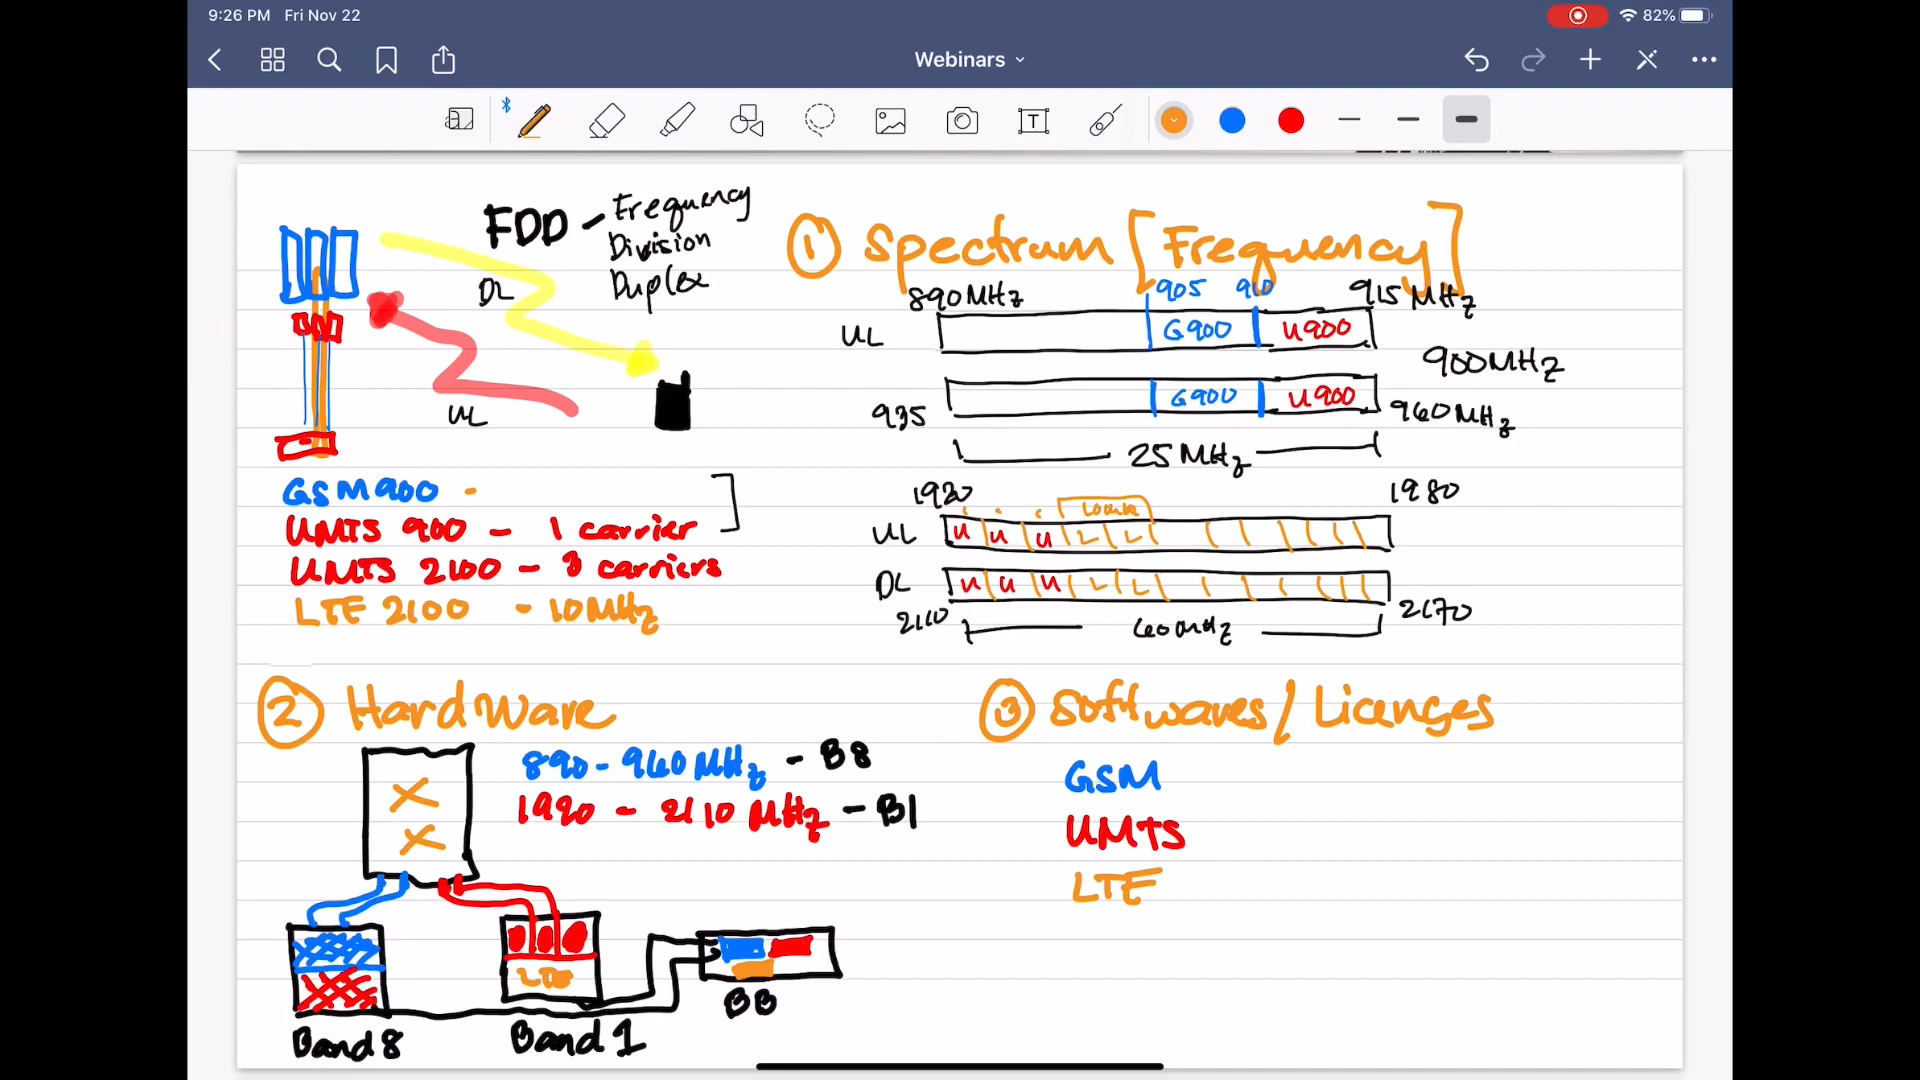 9:26 PM Fri Nov 22
82%
Webinars
T
FDD - Frequency
Division
Duplex
DL
UL
GSM900 -
UMTS 900 - 1 carrier
UMTS 2100 - 3 carriers
LTE 2100 - 10MHz
① Spectrum [Frequency]
890MHz 905 910 915 MHz
UL G900 U900
900MHz
G900 U900
935 960MHz
25 MHz
1920 1980
UL U U U L L
DL U U U L L
2110 2170
60MHz
② Hardware
890-960MHz - B8
1920 - 2110 MHz - B1
X
X
LTE
BB
Band 8 Band 1
③ Softwares/Licenses
GSM
UMTS
LTE